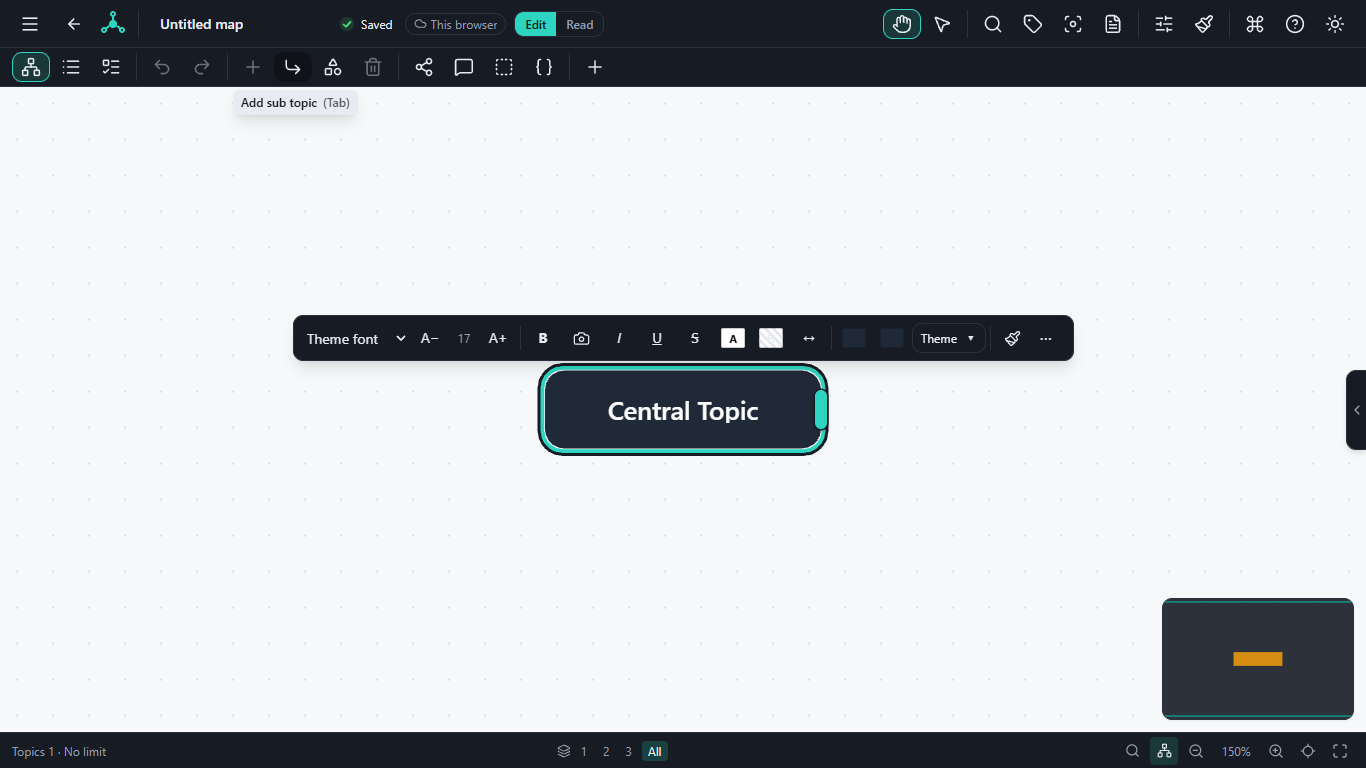 Untitled map
Saved
This browser
Edit
Read
Add sub topic (Tab)
Theme font
A−
17
A+
B
I
U
S
A
Theme
Central Topic
Topics 1 · No limit
1
2
3
All
150%